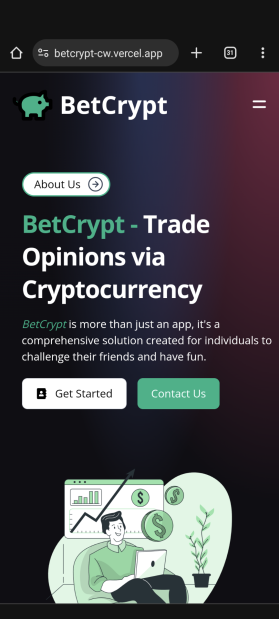 betcrypt-cw.vercel.app
31
BetCrypt
About Us
BetCrypt - Trade
Opinions via
Cryptocurrency
BetCrypt is more than just an app, it's a
comprehensive solution created for individuals to
challenge their friends and have fun.
Get Started
Contact Us
$
$
$